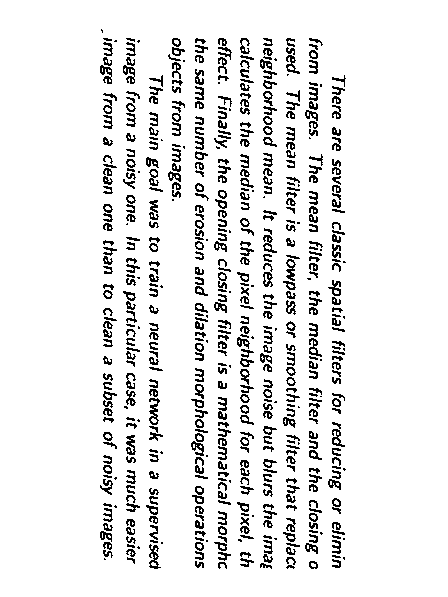 There are several classic spatial filters for reducing or elimin
from images. The mean filter, the median filter and the closing o
used. The mean filter is a lowpass or smoothing filter that replac
neighborhood mean. It reduces the image noise but blurs the imag
calculates the median of the pixel neighborhood for each pixel, th
effect. Finally, the opening closing filter is a mathematical morpho
the same number of erosion and dilation morphological operations
objects from images.
The main goal was to train a neural network in a supervised
image from a noisy one. In this particular case, it was much easier
image from a clean one than to clean a subset of noisy images.